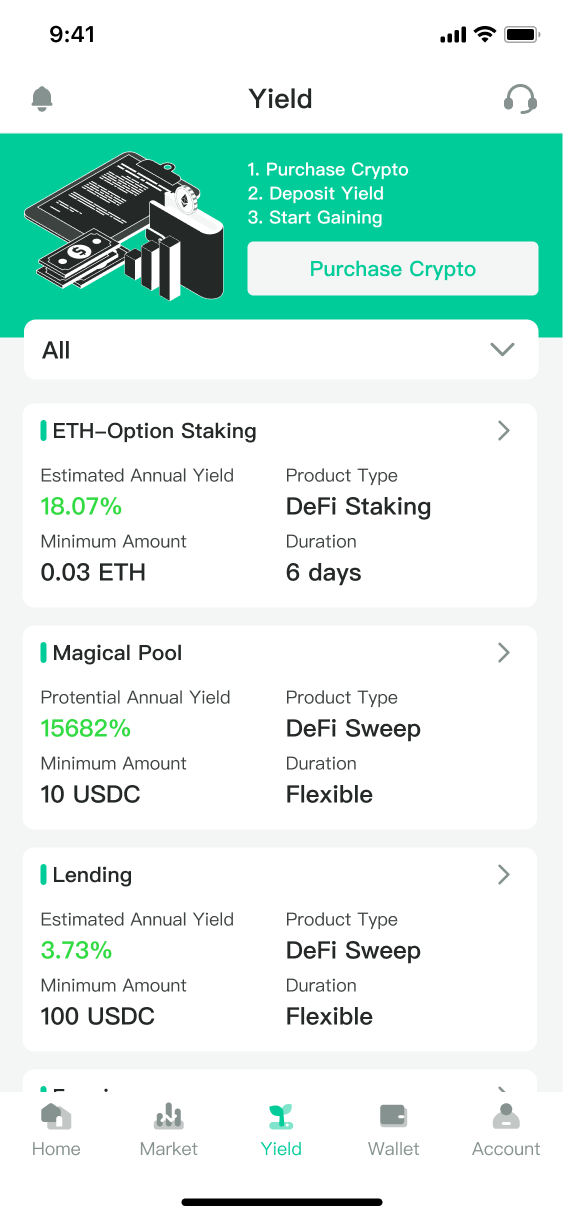 9:41
Yield
1. Purchase Crypto
2. Deposit Yield
3. Start Gaining
Purchase Crypto
All
ETH-Option Staking
Estimated Annual Yield Product Type
18.07% DeFi Staking
Minimum Amount Duration
0.03 ETH 6 days
Magical Pool
Protential Annual Yield Product Type
15682% DeFi Sweep
Minimum Amount Duration
10 USDC Flexible
Lending
Estimated Annual Yield Product Type
3.73% DeFi Sweep
Minimum Amount Duration
100 USDC Flexible
Home Market Yield Wallet Account